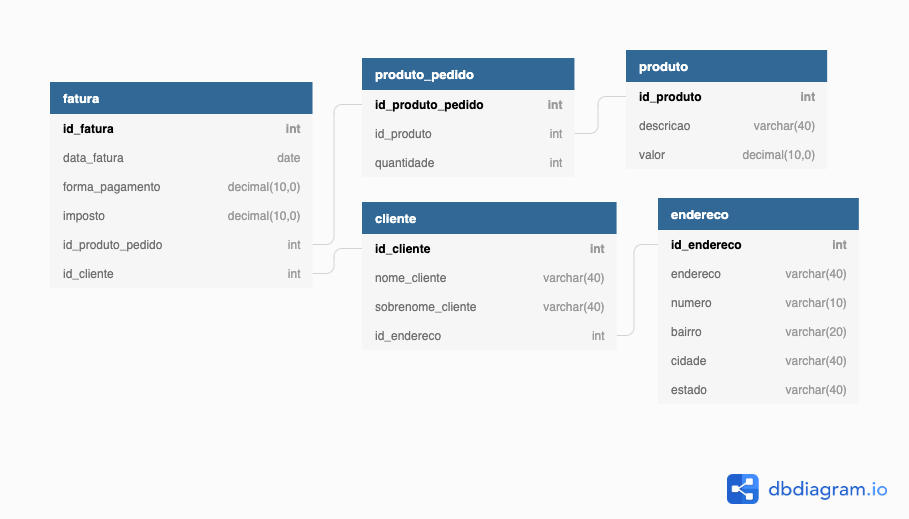 fatura
id_fatura int
data_fatura date
forma_pagamento decimal(10,0)
imposto decimal(10,0)
id_produto_pedido int
id_cliente int
produto_pedido
id_produto_pedido int
id_produto int
quantidade int
produto
id_produto int
descricao varchar(40)
valor decimal(10,0)
cliente
id_cliente int
nome_cliente varchar(40)
sobrenome_cliente varchar(40)
id_endereco int
endereco
id_endereco int
endereco varchar(40)
numero varchar(10)
bairro varchar(20)
cidade varchar(40)
estado varchar(40)
dbdiagram.io